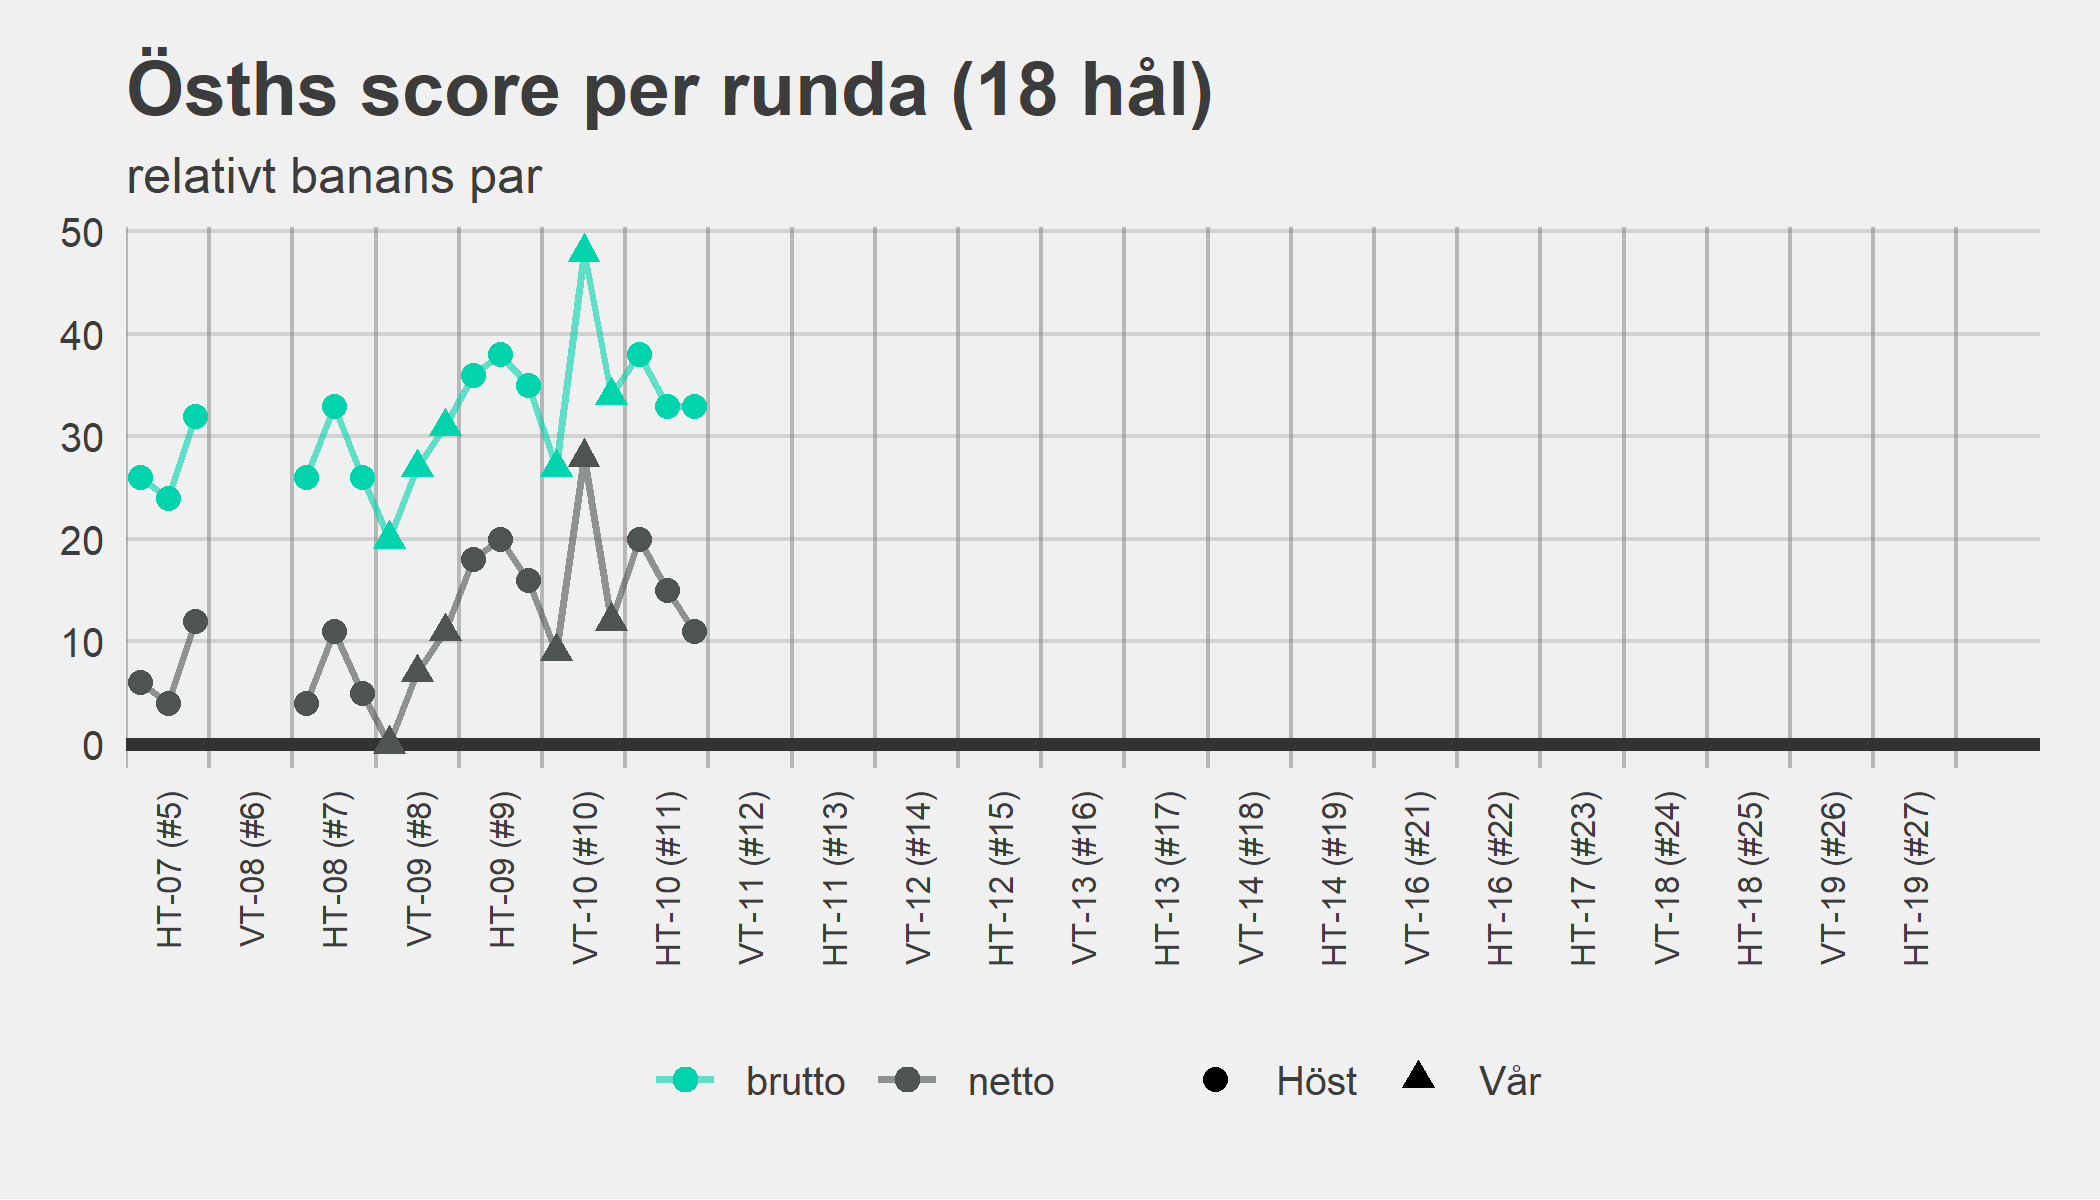 Ösths score per runda (18 hål)
relativt banans par
50
40
30
20
10
0
HT-07 (#5)
VT-08 (#6)
HT-08 (#7)
VT-09 (#8)
HT-09 (#9)
VT-10 (#10)
HT-10 (#11)
VT-11 (#12)
HT-11 (#13)
VT-12 (#14)
HT-12 (#15)
VT-13 (#16)
HT-13 (#17)
VT-14 (#18)
HT-14 (#19)
VT-16 (#21)
HT-16 (#22)
HT-17 (#23)
VT-18 (#24)
HT-18 (#25)
VT-19 (#26)
HT-19 (#27)
brutto netto Höst Vår